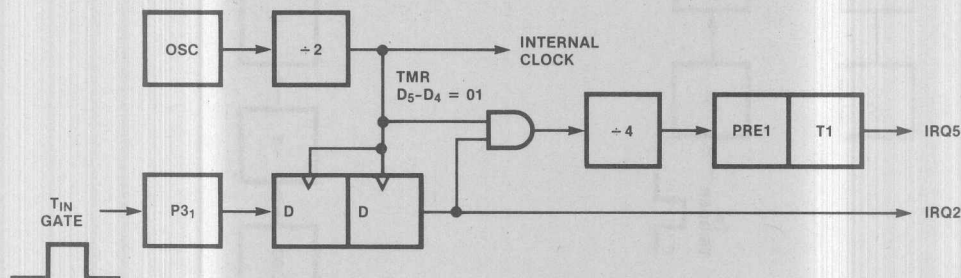 OSC
÷2
INTERNAL
CLOCK
TMR
D5-D4 = 01
÷4
PRE1
T1
IRQ5
TIN
GATE
P31
D
D
IRQ2